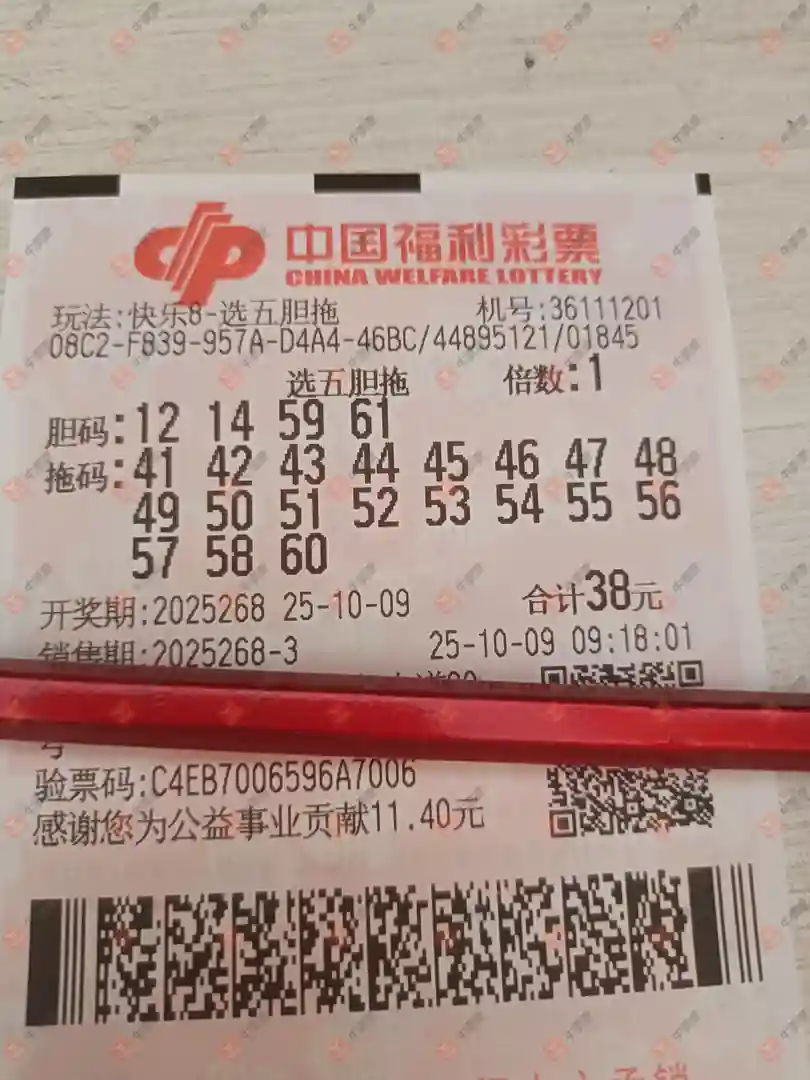 中国福利彩票
CHINA WELFARE LOTTERY
玩法:快乐8-选五胆拖 机号:36111201
08C2-F839-957A-D4A4-46BC/44895121/01845
选五胆拖 倍数:1
胆码:12 14 59 61
拖码:41 42 43 44 45 46 47 48
49 50 51 52 53 54 55 56
57 58 60
开奖期:2025268 25-10-09 合计38元
销售期:2025268-3 25-10-09 09:18:01
号
验票码:C4EB7006596A7006
感谢您为公益事业贡献11.40元